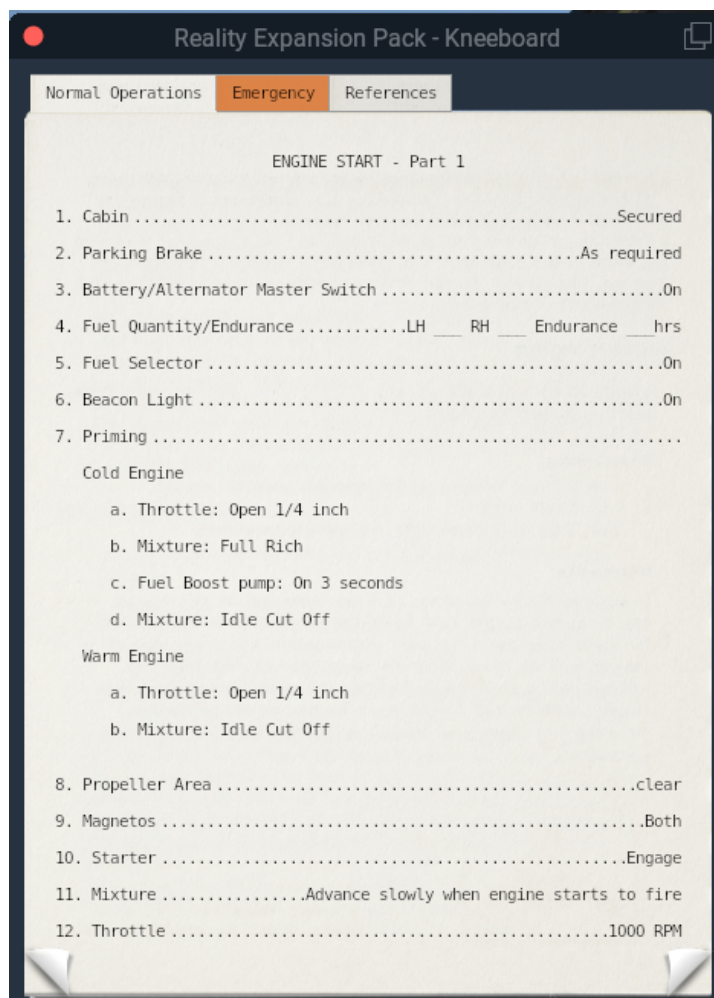 Reality Expansion Pack - Kneeboard
Normal Operations Emergency References
ENGINE START - Part 1
1. Cabin.....................................................Secured
2. Parking Brake.........................................As required
3. Battery/Alternator Master Switch...............................On
4. Fuel Quantity/Endurance............LH ___ RH ___ Endurance ___hrs
5. Fuel Selector..................................................On
6. Beacon Light...................................................On
7. Priming..........................................................
Cold Engine
a. Throttle: Open 1/4 inch
b. Mixture: Full Rich
c. Fuel Boost pump: On 3 seconds
d. Mixture: Idle Cut Off
Warm Engine
a. Throttle: Open 1/4 inch
b. Mixture: Idle Cut Off
8. Propeller Area..............................................clear
9. Magnetos.....................................................Both
10. Starter...................................................Engage
11. Mixture................Advance slowly when engine starts to fire
12. Throttle................................................1000 RPM